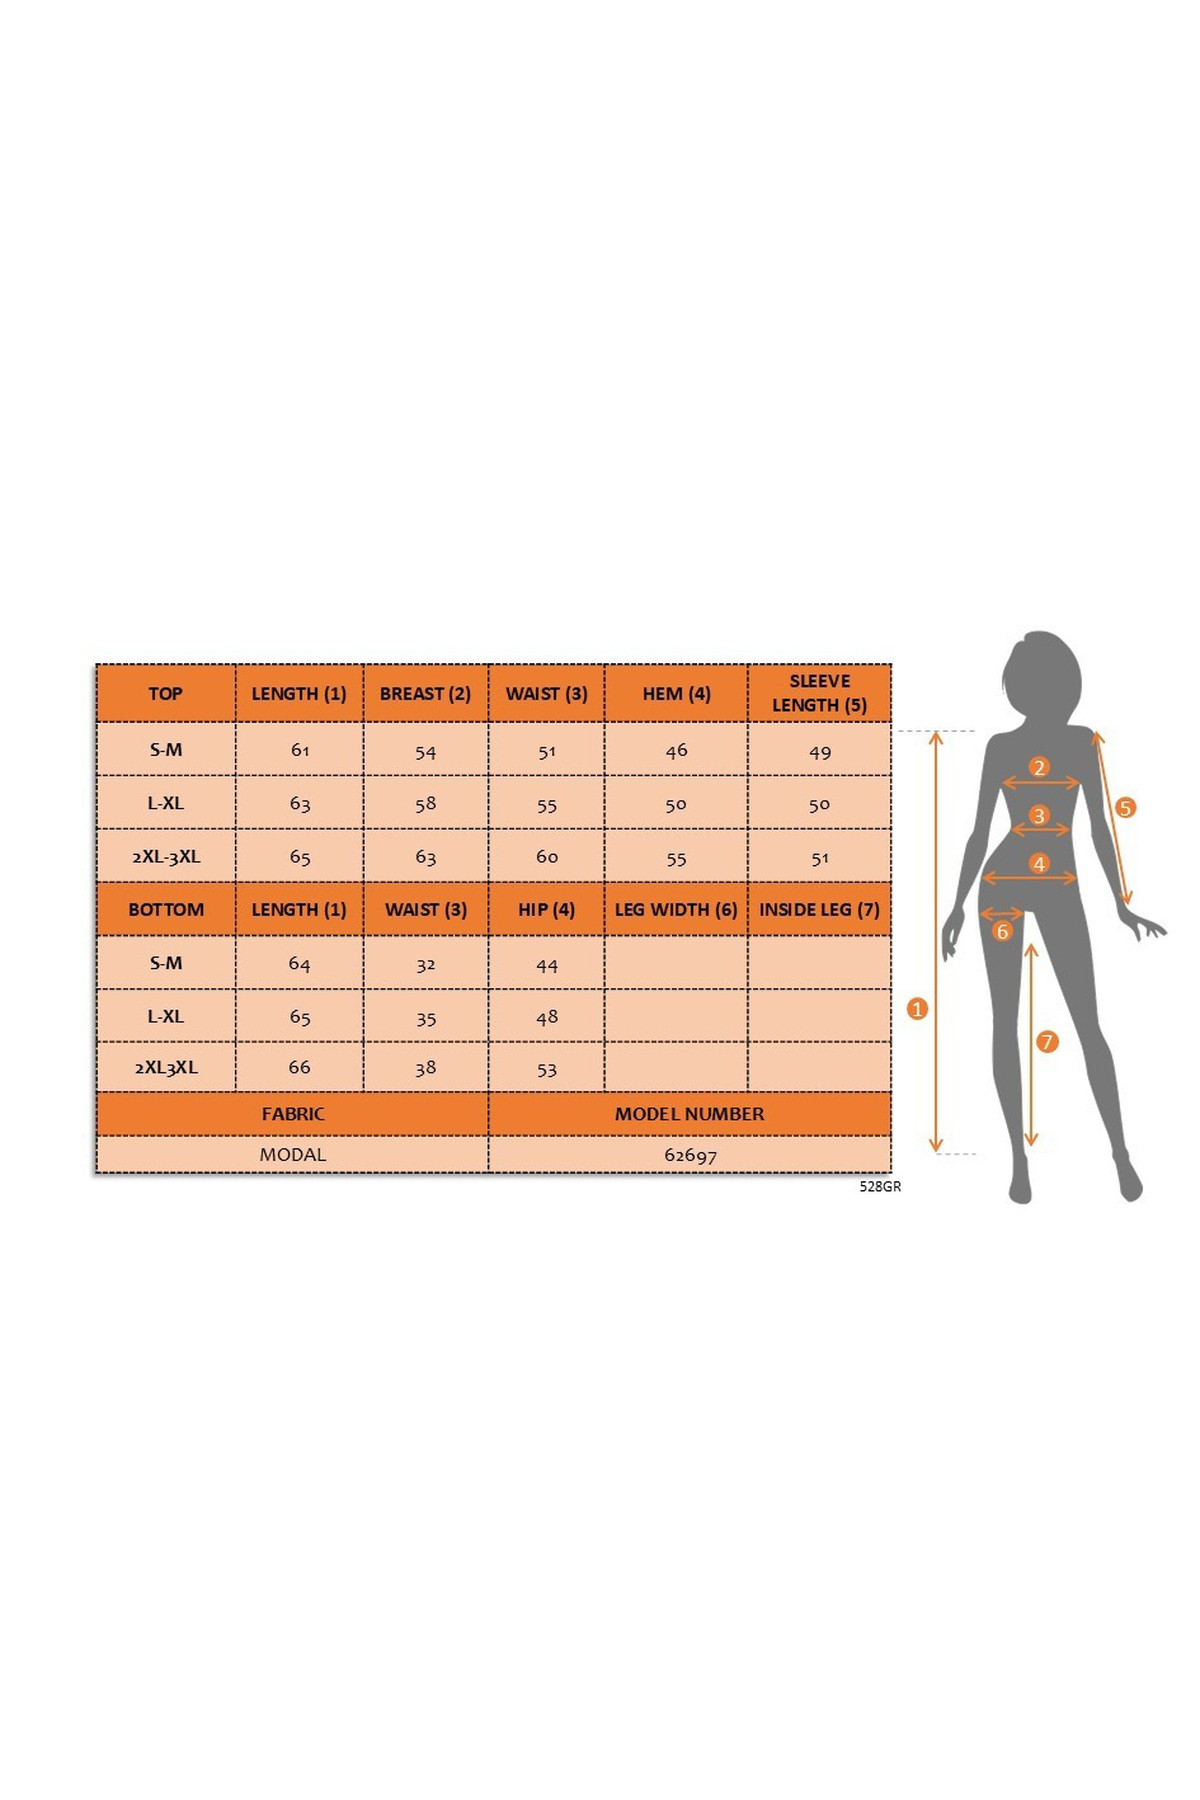 TOP LENGTH (1) BREAST (2) WAIST (3) HEM (4) SLEEVE LENGTH (5)
S-M 61 54 51 46 49
L-XL 63 58 55 50 50
2XL-3XL 65 63 60 55 51
BOTTOM LENGTH (1) WAIST (3) HIP (4) LEG WIDTH (6) INSIDE LEG (7)
S-M 64 32 44
L-XL 65 35 48
2XL3XL 66 38 53
FABRIC MODEL NUMBER
MODAL 62697
528GR
2
3
5
4
6
1
7